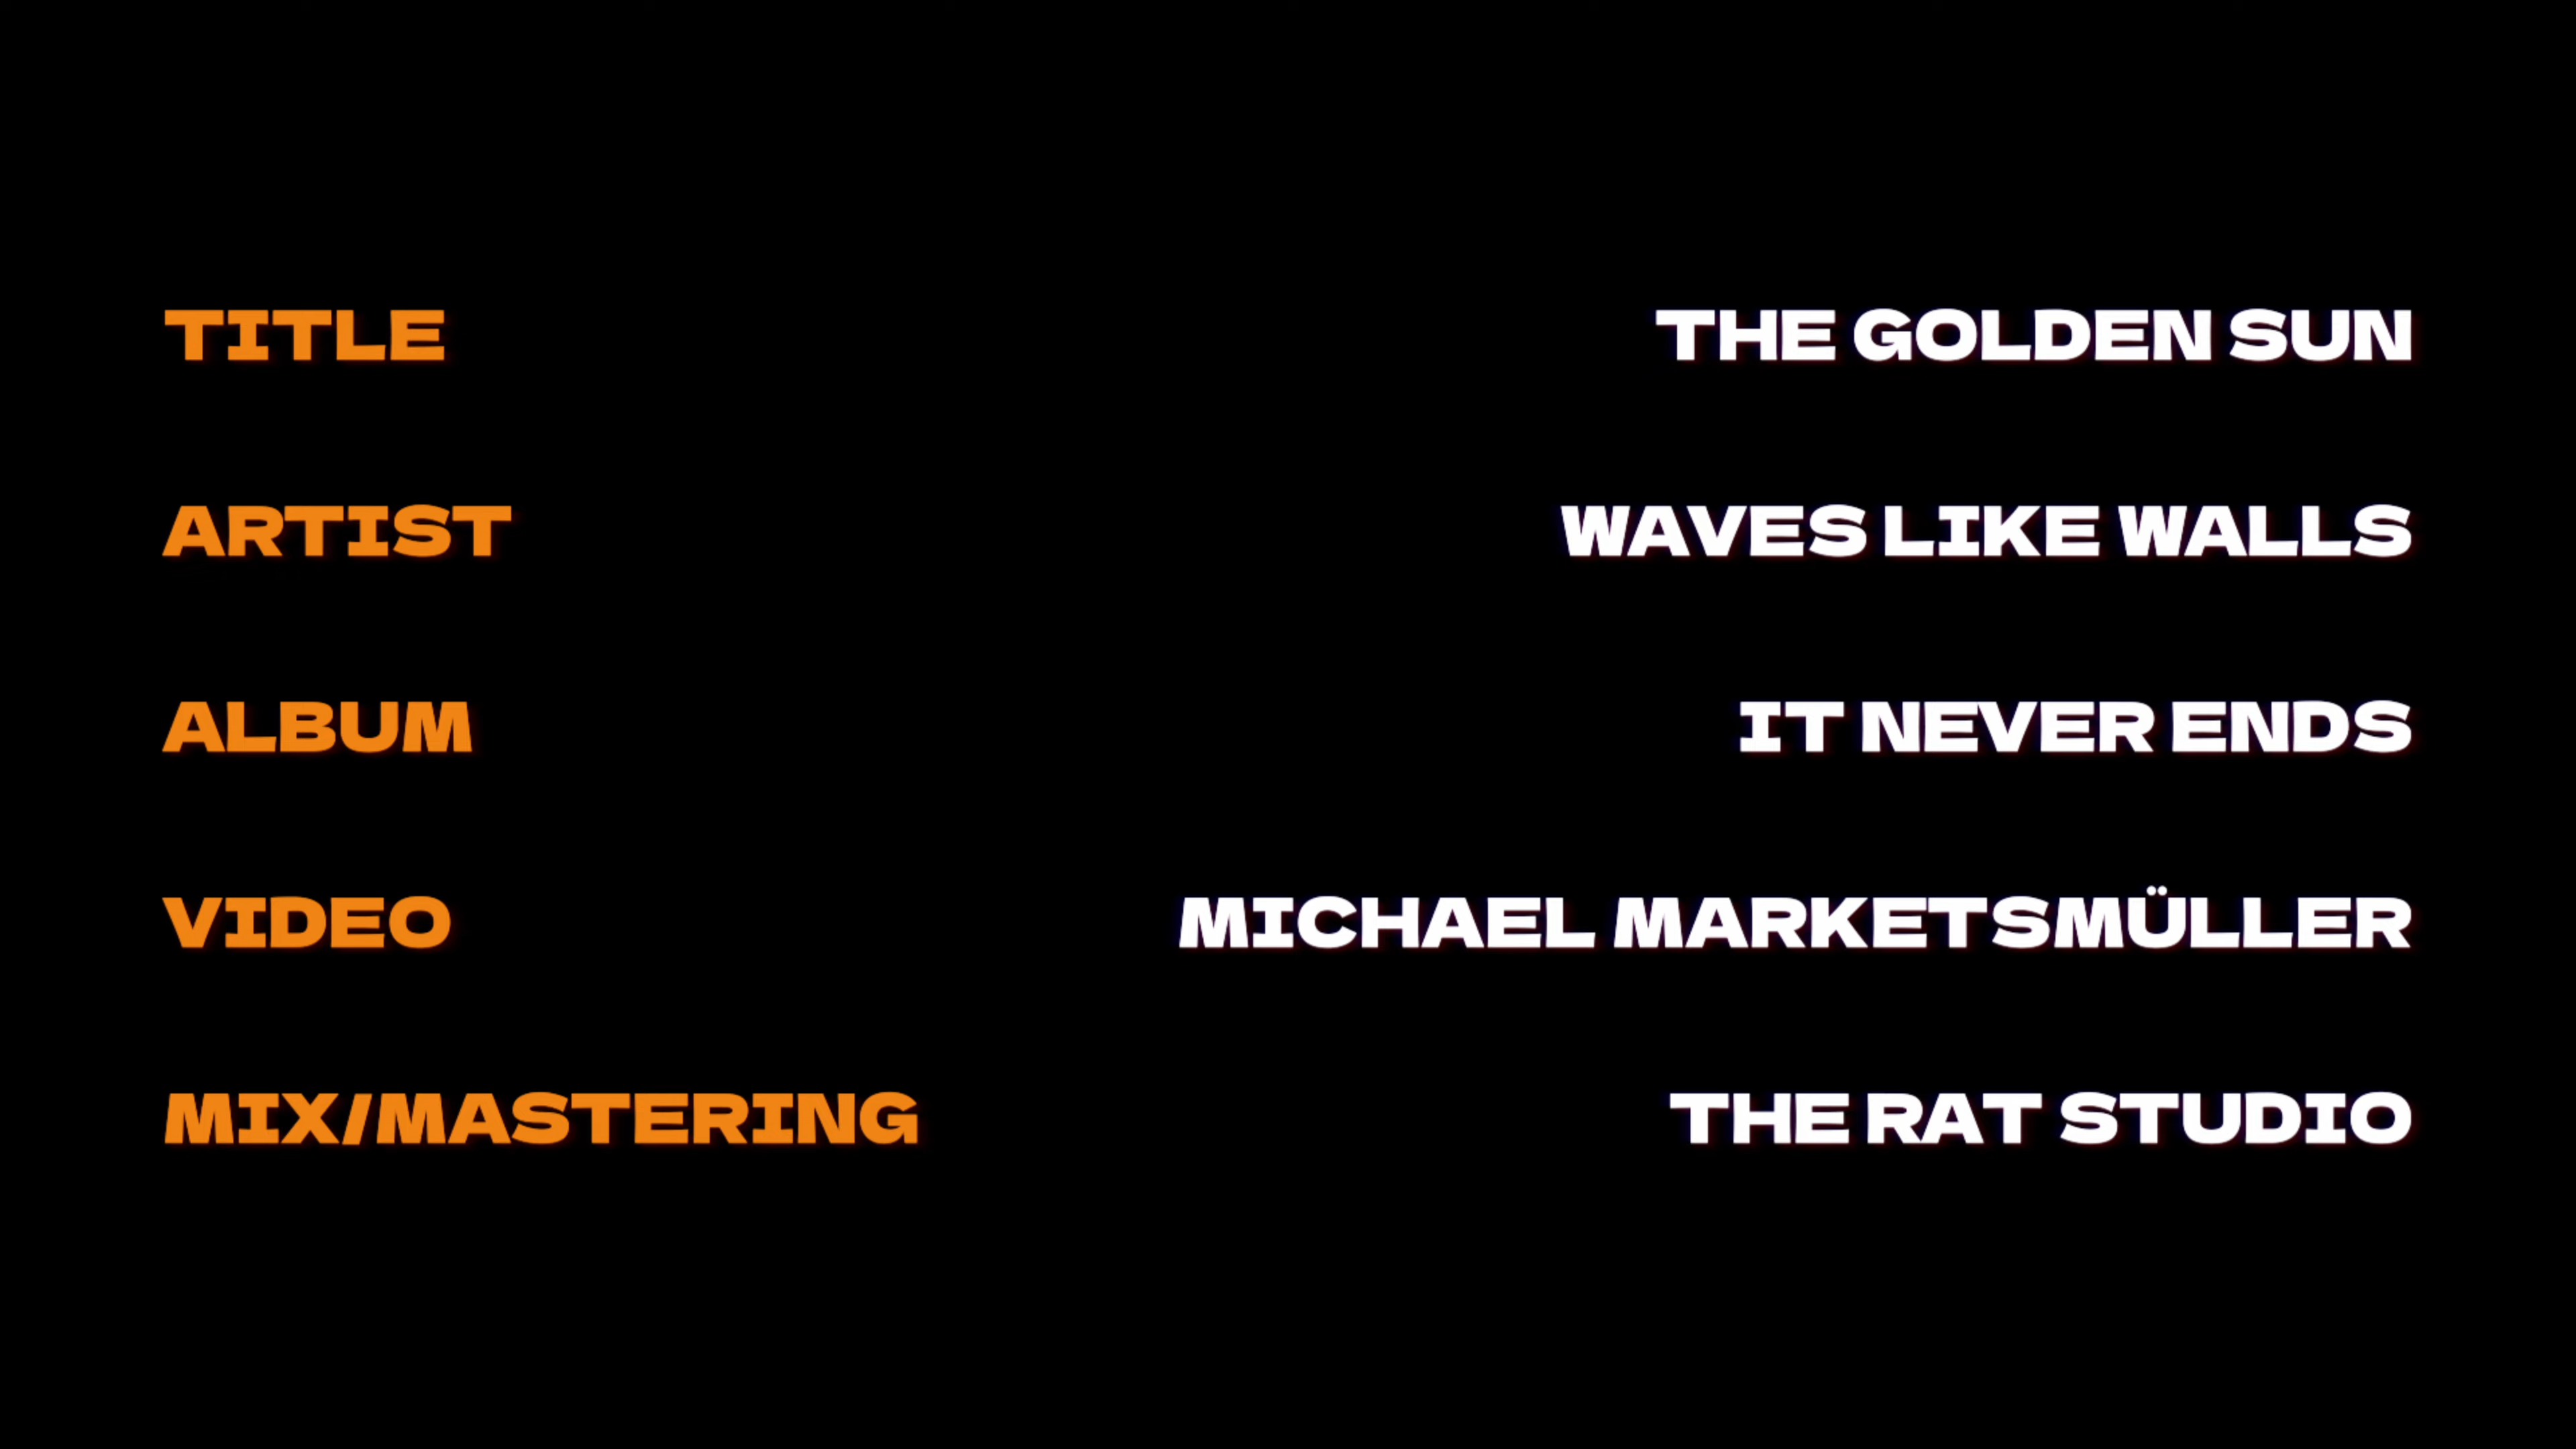 TITLE THE GOLDEN SUN
ARTIST WAVES LIKE WALLS
ALBUM IT NEVER ENDS
VIDEO MICHAEL MARKETSMÜLLER
MIX/MASTERING THE RAT STUDIO